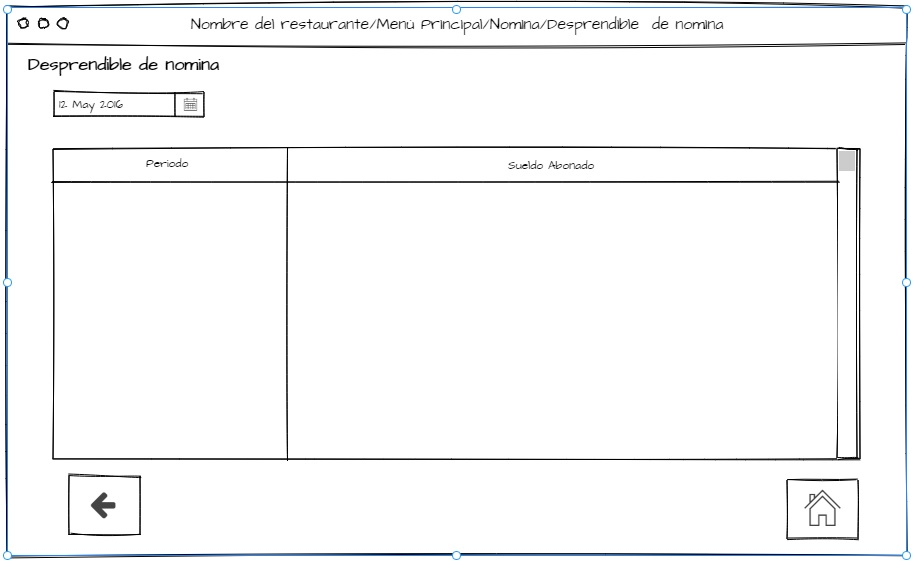 Nombre del restaurante/Menú Principal/Nomina/Desprendible de nomina
Desprendible de nomina
12 May 2016
Periodo
Sueldo Abonado